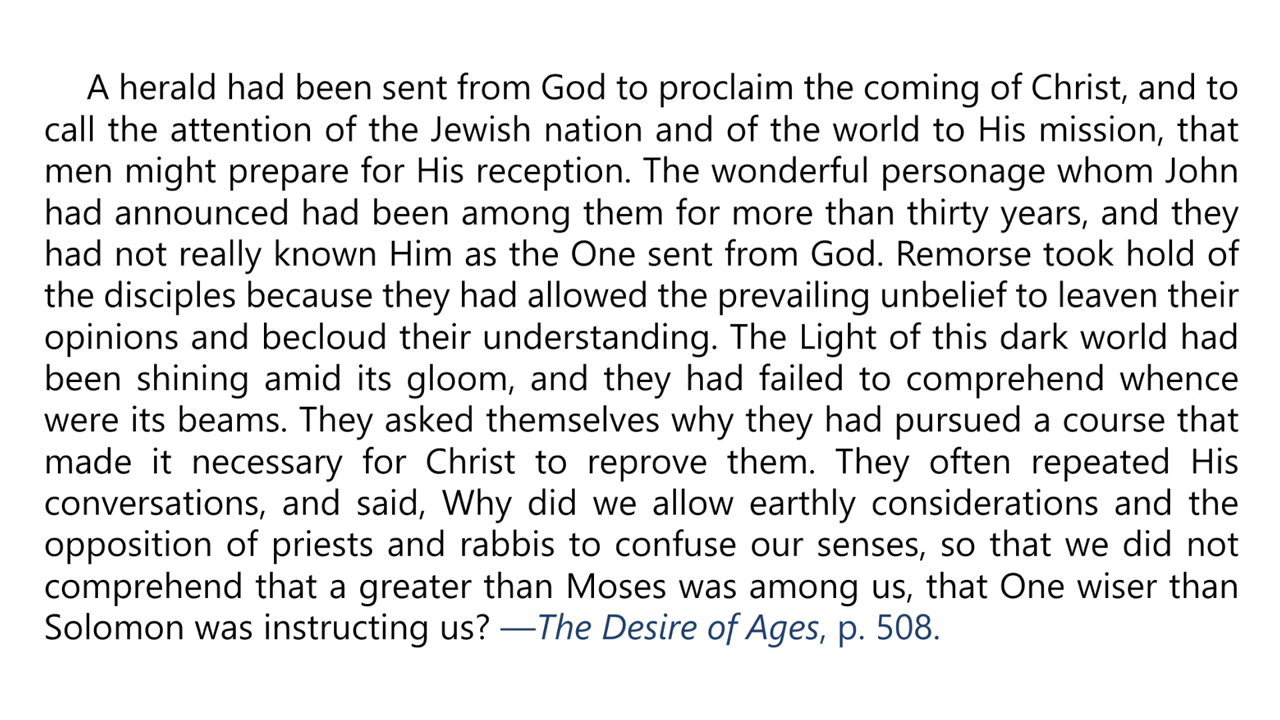 A herald had been sent from God to proclaim the coming of Christ, and to
call the attention of the Jewish nation and of the world to His mission, that
men might prepare for His reception. The wonderful personage whom John
had announced had been among them for more than thirty years, and they
had not really known Him as the One sent from God. Remorse took hold of
the disciples because they had allowed the prevailing unbelief to leaven their
opinions and becloud their understanding. The Light of this dark world had
been shining amid its gloom, and they had failed to comprehend whence
were its beams. They asked themselves why they had pursued a course that
made it necessary for Christ to reprove them. They often repeated His
conversations, and said, Why did we allow earthly considerations and the
opposition of priests and rabbis to confuse our senses, so that we did not
comprehend that a greater than Moses was among us, that One wiser than
Solomon was instructing us? —The Desire of Ages, p. 508.